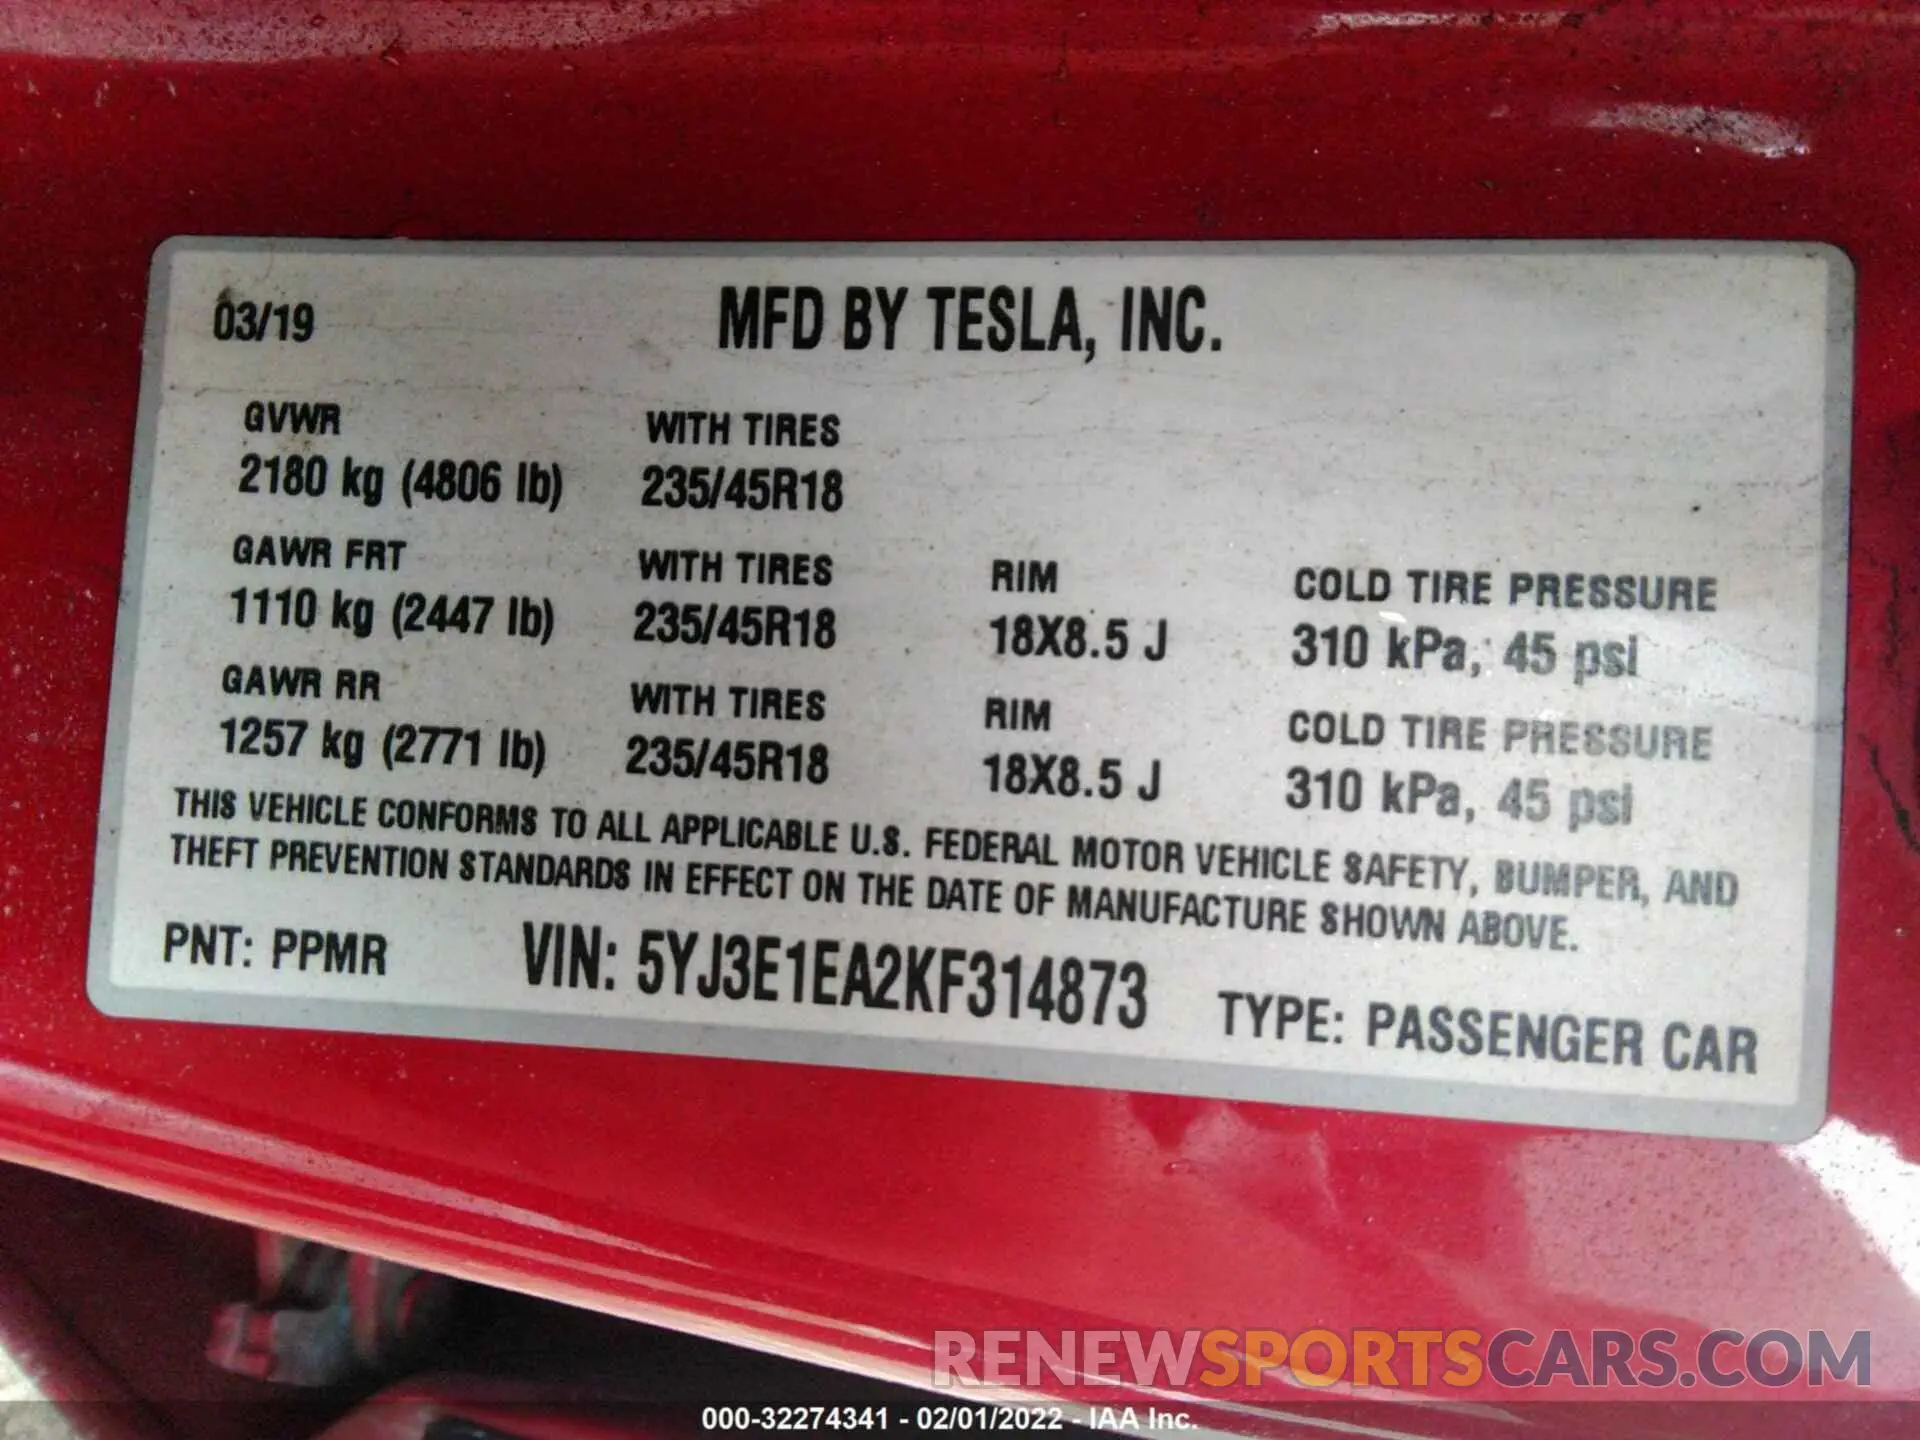 03/19 MFD BY TESLA, INC.
GVWR WITH TIRES
2180 kg (4806 lb) 235/45R18
GAWR FRT WITH TIRES RIM COLD TIRE PRESSURE
1110 kg (2447 lb) 235/45R18 18X8.5 J 310 kPa, 45 psi
GAWR RR WITH TIRES RIM COLD TIRE PRESSURE
1257 kg (2771 lb) 235/45R18 18X8.5 J 310 kPa, 45 psi
THIS VEHICLE CONFORMS TO ALL APPLICABLE U.S. FEDERAL MOTOR VEHICLE SAFETY, BUMPER, AND
THEFT PREVENTION STANDARDS IN EFFECT ON THE DATE OF MANUFACTURE SHOWN ABOVE.
PNT: PPMR VIN: 5YJ3E1EA2KF314873 TYPE: PASSENGER CAR
RENEWSPORTSCARS.COM
000-32274341 - 02/01/2022 - IAA Inc.